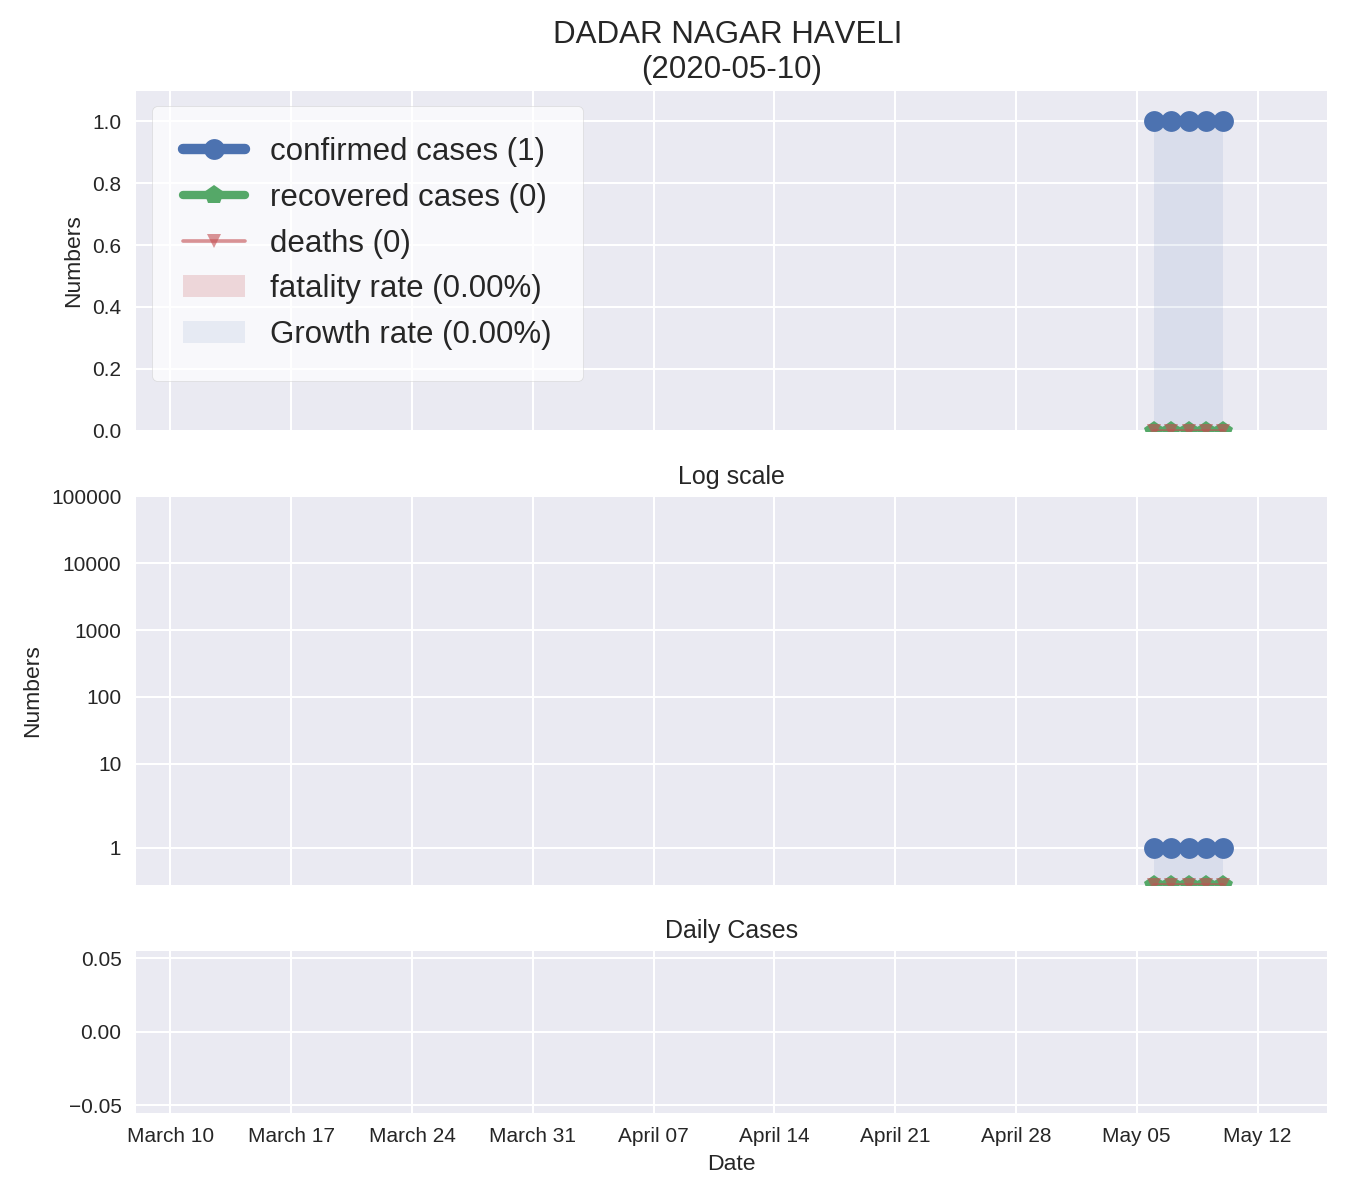 DADAR NAGAR HAVELI
(2020-05-10)
1.0
0.8
0.6
0.4
0.2
0.0
Numbers
confirmed cases (1)
recovered cases (0)
deaths (0)
fatality rate (0.00%)
Growth rate (0.00%)
Log scale
100000
10000
1000
100
10
1
Numbers
Daily Cases
0.05
0.00
−0.05
March 10 March 17 March 24 March 31 April 07 April 14 April 21 April 28 May 05 May 12
Date